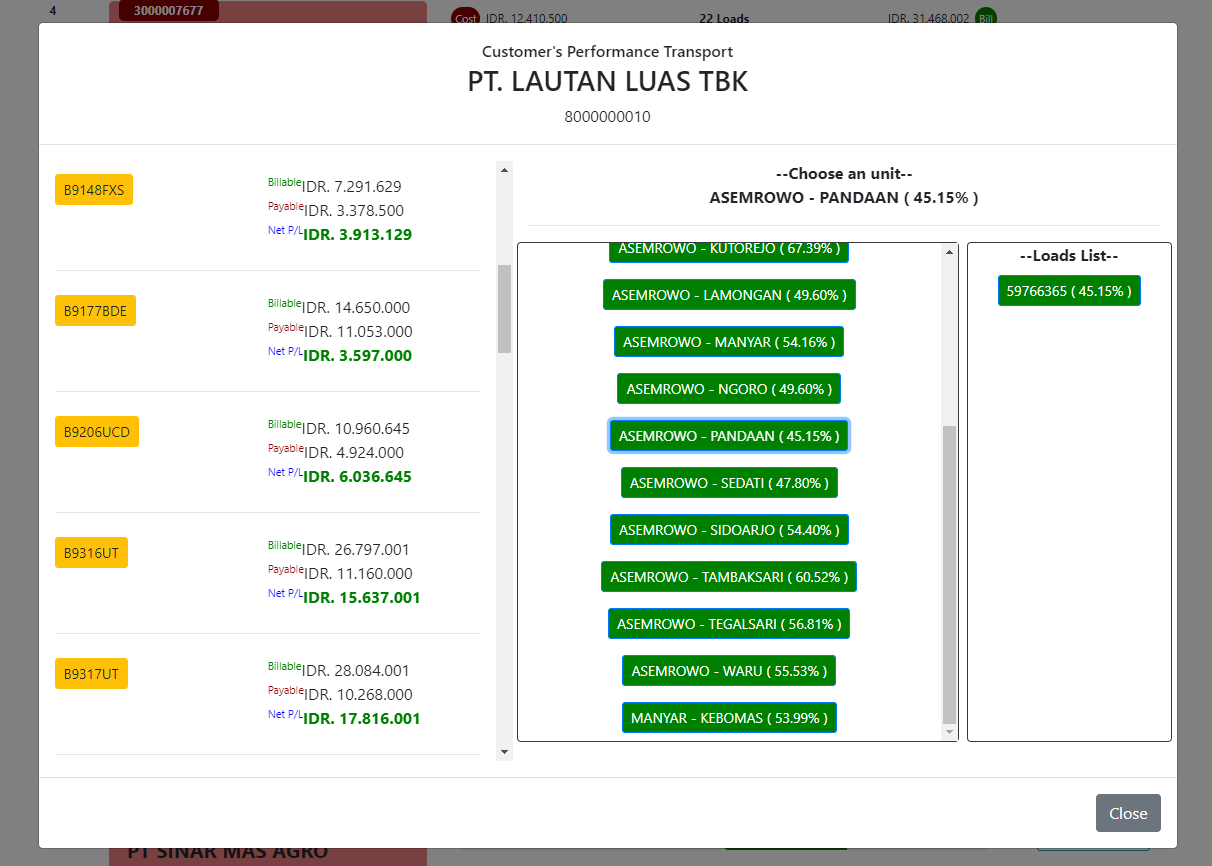 4
3000007677
Cost IDR. 12.410.500
22 Loads
IDR. 31.468.002 Bill
Customer's Performance Transport
PT. LAUTAN LUAS TBK
8000000010
B9148FXS
Billable IDR. 7.291.629
Payable IDR. 3.378.500
Net P/L IDR. 3.913.129
B9177BDE
Billable IDR. 14.650.000
Payable IDR. 11.053.000
Net P/L IDR. 3.597.000
B9206UCD
Billable IDR. 10.960.645
Payable IDR. 4.924.000
Net P/L IDR. 6.036.645
B9316UT
Billable IDR. 26.797.001
Payable IDR. 11.160.000
Net P/L IDR. 15.637.001
B9317UT
Billable IDR. 28.084.001
Payable IDR. 10.268.000
Net P/L IDR. 17.816.001
--Choose an unit--
ASEMROWO - PANDAAN ( 45.15% )
ASEMROWO - KUTOREJO ( 67.39% )
ASEMROWO - LAMONGAN ( 49.60% )
ASEMROWO - MANYAR ( 54.16% )
ASEMROWO - NGORO ( 49.60% )
ASEMROWO - PANDAAN ( 45.15% )
ASEMROWO - SEDATI ( 47.80% )
ASEMROWO - SIDOARJO ( 54.40% )
ASEMROWO - TAMBAKSARI ( 60.52% )
ASEMROWO - TEGALSARI ( 56.81% )
ASEMROWO - WARU ( 55.53% )
MANYAR - KEBOMAS ( 53.99% )
--Loads List--
59766365 ( 45.15% )
Close
PT SINAR MAS AGRO